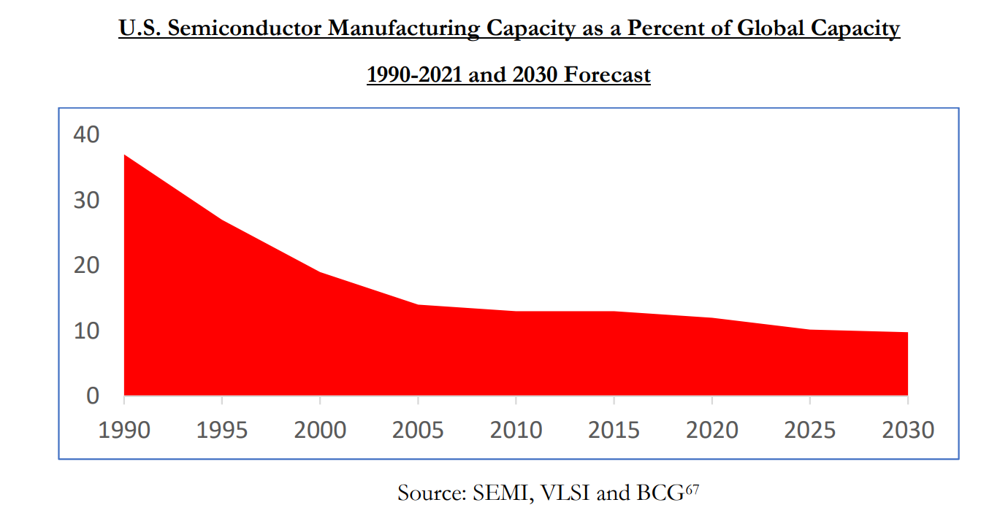 U.S. Semiconductor Manufacturing Capacity as a Percent of Global Capacity
1990-2021 and 2030 Forecast
40
30
20
10
0
1990 1995 2000 2005 2010 2015 2020 2025 2030
Source: SEMI, VLSI and BCG⁶⁷